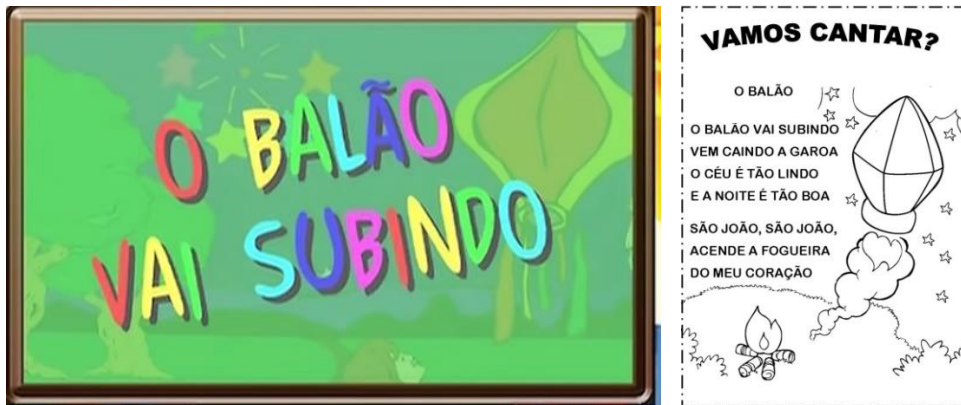 O BALÃO
VAI SUBINDO
VAMOS CANTAR?
O BALÃO
O BALÃO VAI SUBINDO
VEM CAINDO A GAROA
O CÉU É TÃO LINDO
E A NOITE É TÃO BOA
SÃO JOÃO, SÃO JOÃO,
ACENDE A FOGUEIRA
DO MEU CORAÇÃO